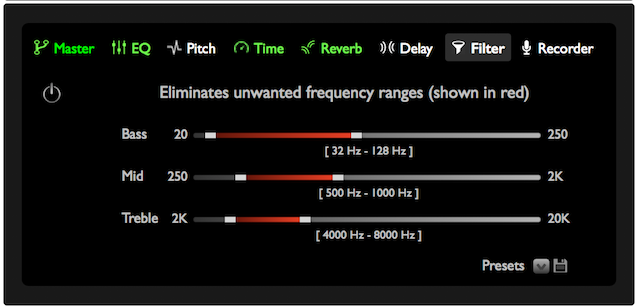 Master EQ Pitch Time Reverb Delay Filter Recorder
Eliminates unwanted frequency ranges (shown in red)
Bass 20 250
[ 32 Hz - 128 Hz ]
Mid 250 2K
[ 500 Hz - 1000 Hz ]
Treble 2K 20K
[ 4000 Hz - 8000 Hz ]
Presets